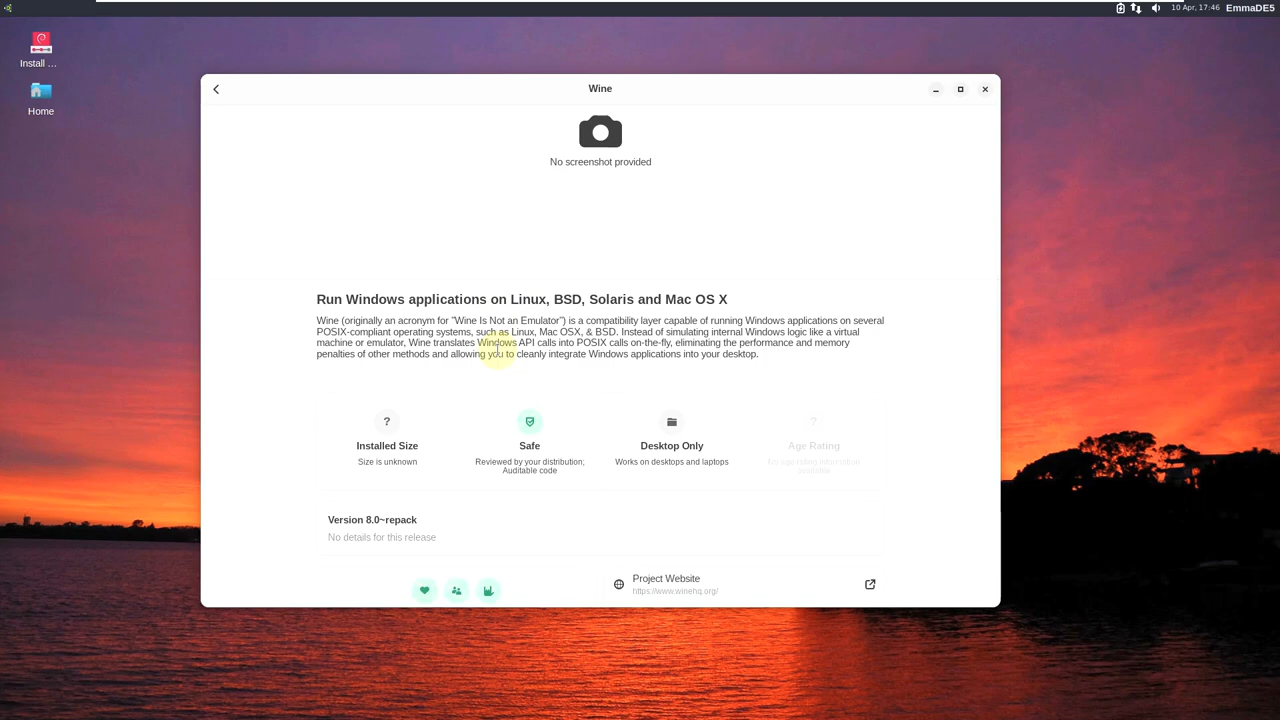 10 Apr, 17:46 EmmaDE5
Install ...
Home
Wine
No screenshot provided
Run Windows applications on Linux, BSD, Solaris and Mac OS X
Wine (originally an acronym for "Wine Is Not an Emulator") is a compatibility layer capable of running Windows applications on several
POSIX-compliant operating systems, such as Linux, Mac OSX, & BSD. Instead of simulating internal Windows logic like a virtual
machine or emulator, Wine translates Windows API calls into POSIX calls on-the-fly, eliminating the performance and memory
penalties of other methods and allowing you to cleanly integrate Windows applications into your desktop.
? ?
Installed Size Safe Desktop Only Age Rating
Size is unknown Reviewed by your distribution; Works on desktops and laptops No age rating information
Auditable code available
Version 8.0~repack
No details for this release
Project Website
https://www.winehq.org/